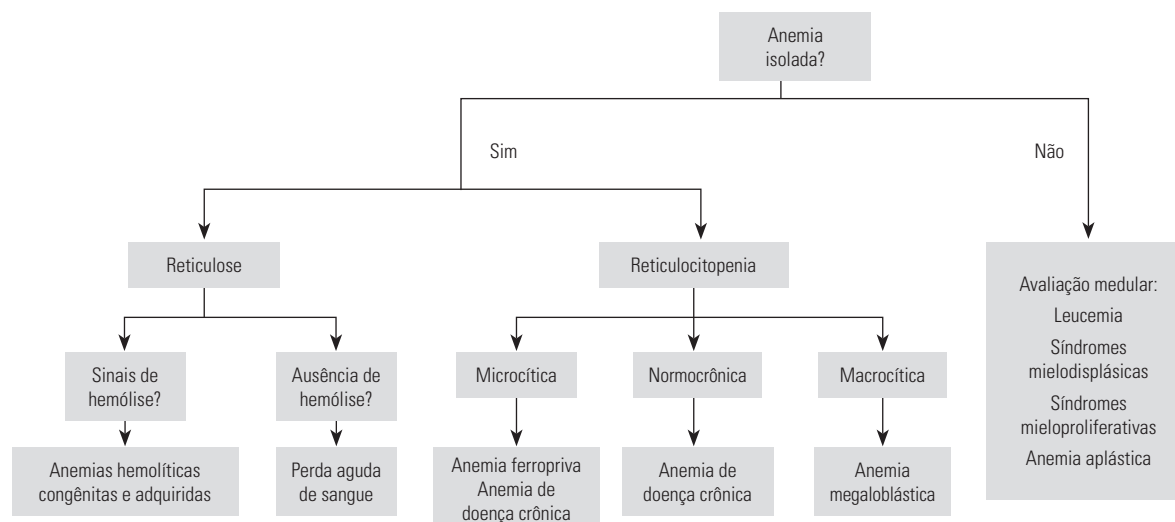 Anemia
isolada?
Sim
Não
Reticulose
Reticulocitopenia
Avaliação medular:
Leucemia
Síndromes
mielodisplásicas
Síndromes
mieloproliferativas
Anemia aplástica
Sinais de
hemólise?
Ausência de
hemólise?
Microcítica
Normocrônica
Macrocítica
Anemias hemolíticas
congênitas e adquiridas
Perda aguda
de sangue
Anemia ferropriva
Anemia de
doença crônica
Anemia de
doença crônica
Anemia
megaloblástica